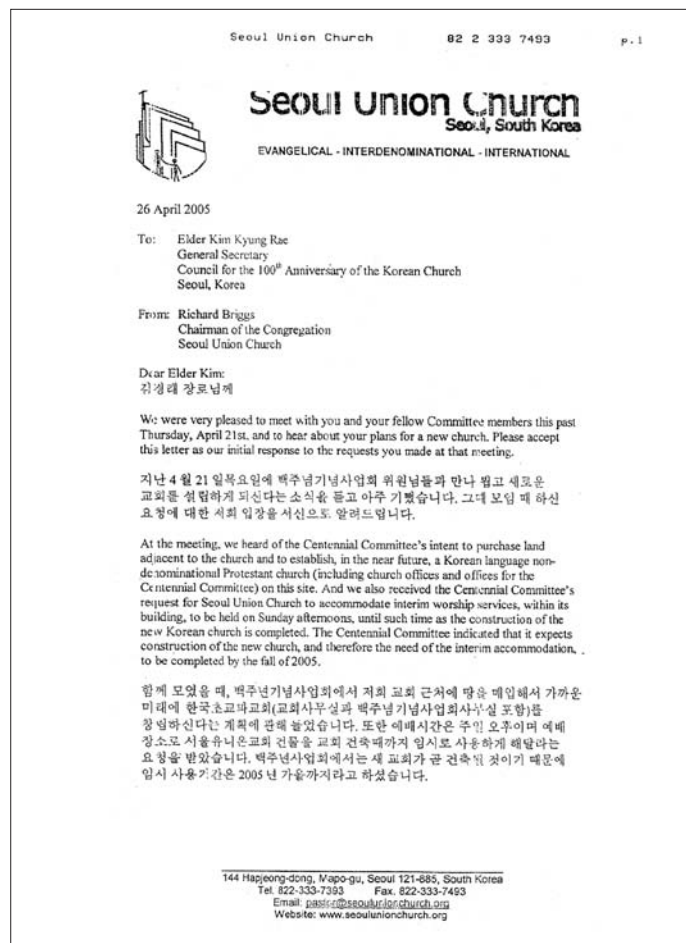 Seoul Union Church 82 2 333 7493 p.1
Seoul Union Church
Seoul, South Korea
EVANGELICAL - INTERDENOMINATIONAL - INTERNATIONAL
26 April 2005
To: Elder Kim Kyung Rae
General Secretary
Council for the 100th Anniversary of the Korean Church
Seoul, Korea
From: Richard Briggs
Chairman of the Congregation
Seoul Union Church
Dear Elder Kim:
김경래 장로님께
We were very pleased to meet with you and your fellow Committee members this past
Thursday, April 21st, and to hear about your plans for a new church. Please accept
this letter as our initial response to the requests you made at that meeting.
지난 4 월 21 일목요일에 백주념기념사업회 위원님들과 만나 뵙고 새로운
교회를 설립하게 되신다는 소식을 듣고 아주 기뻤습니다. 그때 모임 때 하신
요청에 대한 저희 입장을 서신으로 알려드립니다.
At the meeting, we heard of the Centennial Committee's intent to purchase land
adjacent to the church and to establish, in the near future, a Korean language non-
denominational Protestant church (including church offices and offices for the
Centennial Committee) on this site. And we also received the Centennial Committee's
request for Seoul Union Church to accommodate interim worship services, within its
building, to be held on Sunday afternoons, until such time as the construction of the
new Korean church is completed. The Centennial Committee indicated that it expects
construction of the new church, and therefore the need of the interim accommodation,
to be completed by the fall of 2005.
함께 모였을 때, 백주년기념사업회에서 저희 교회 근처에 땅을 매입해서 가까운
미래에 한국초교파교회(교회사무실과 백주념기념사업회사무실 포함)를
창립하신다는 계획에 관해 들었습니다. 또한 예배시간은 주일 오후이며 예배
장소로 서울유니온교회 건물을 교회 건축때까지 임시로 사용하게 해달라는
요청을 받았습니다. 백주년사업회에서는 새 교회가 곧 건축될 것이기 때문에
임시 사용기간은 2005 년 가을까지라고 하셨습니다.
144 Hapjeong-dong, Mapo-gu, Seoul 121-885, South Korea
Tel. 822-333-7393 Fax. 822-333-7493
Email: pastor@seoulunionchurch.org
Website: www.seoulunionchurch.org